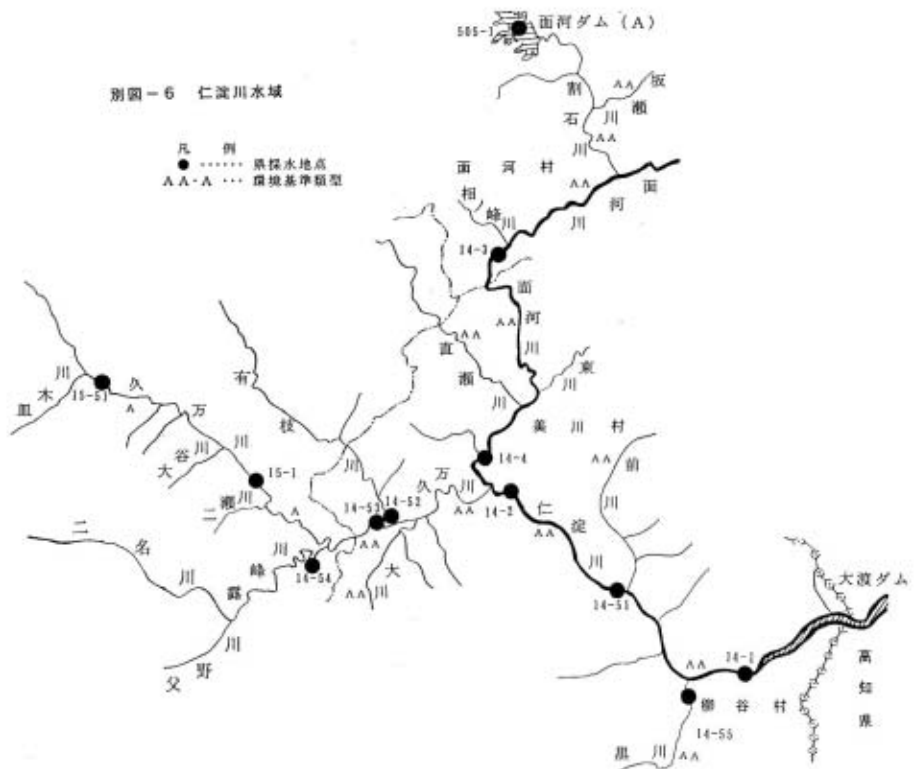 別図－6 仁淀川水域
凡 例
● ‥‥‥ 県採水地点
AA・A ‥‥ 環境基準類型
面河ダム（A）
505-1
割石川
AA
坂瀬川
AA
面河村
面河川
AA
相峰川
14-3
面河川
AA
直瀬川
AA
東川
美川村
有枝川
14-4
久万川
AA
14-2
仁淀川
AA
前川
AA
皿木川
15-51
久万川
A
大谷川
15-1
二瀬川
A
14-53
14-52
AA
大川
AA
14-54
露峰川
二名川
父野川
14-51
大渡ダム
14-1
AA
柳谷村
高知県
14-55
黒川
AA